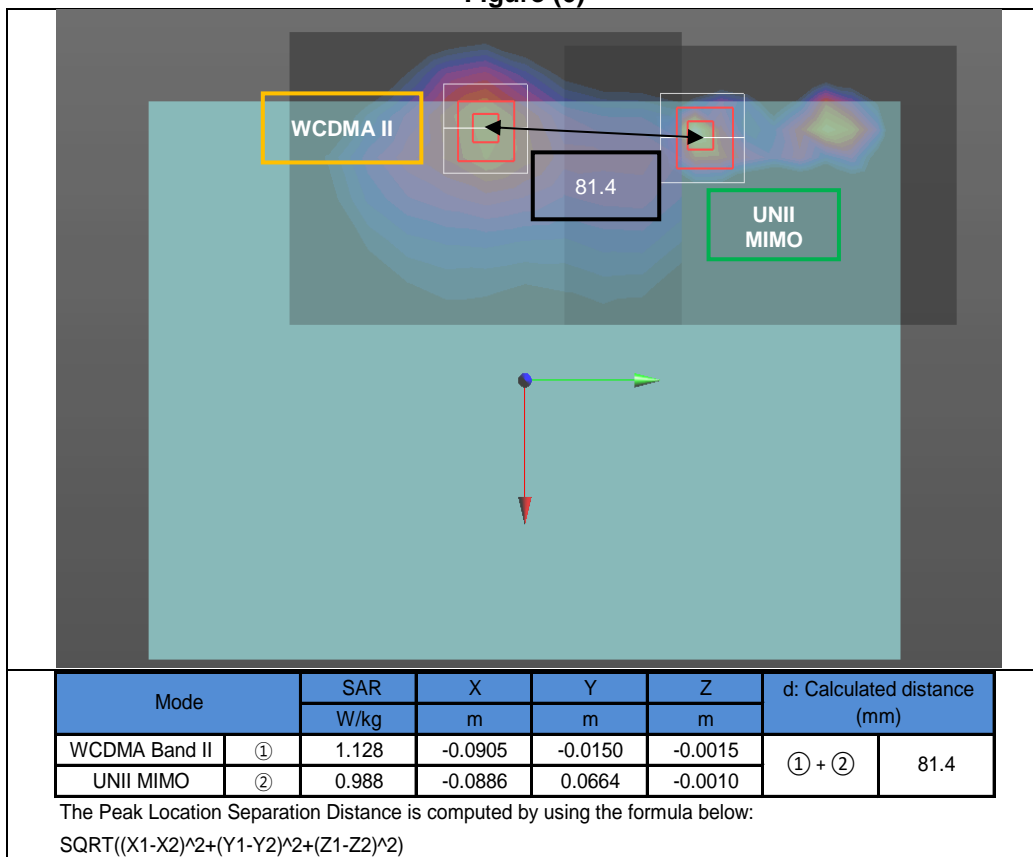 WCDMA II
81.4
UNII
MIMO
Mode SAR X Y Z d: Calculated distance
W/kg m m m (mm)
WCDMA Band II ① 1.128 -0.0905 -0.0150 -0.0015 ① + ② 81.4
UNII MIMO ② 0.988 -0.0886 0.0664 -0.0010
The Peak Location Separation Distance is computed by using the formula below:
SQRT((X1-X2)^2+(Y1-Y2)^2+(Z1-Z2)^2)